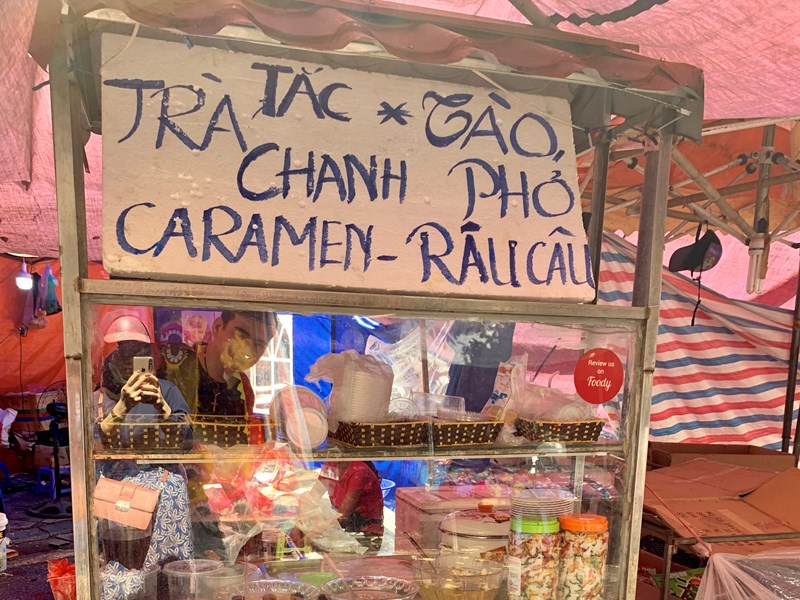 TRÀ TẮC * TÀO,
CHANH PHỞ
CARAMEN - RÂU CÂU
Review us
on
Foody